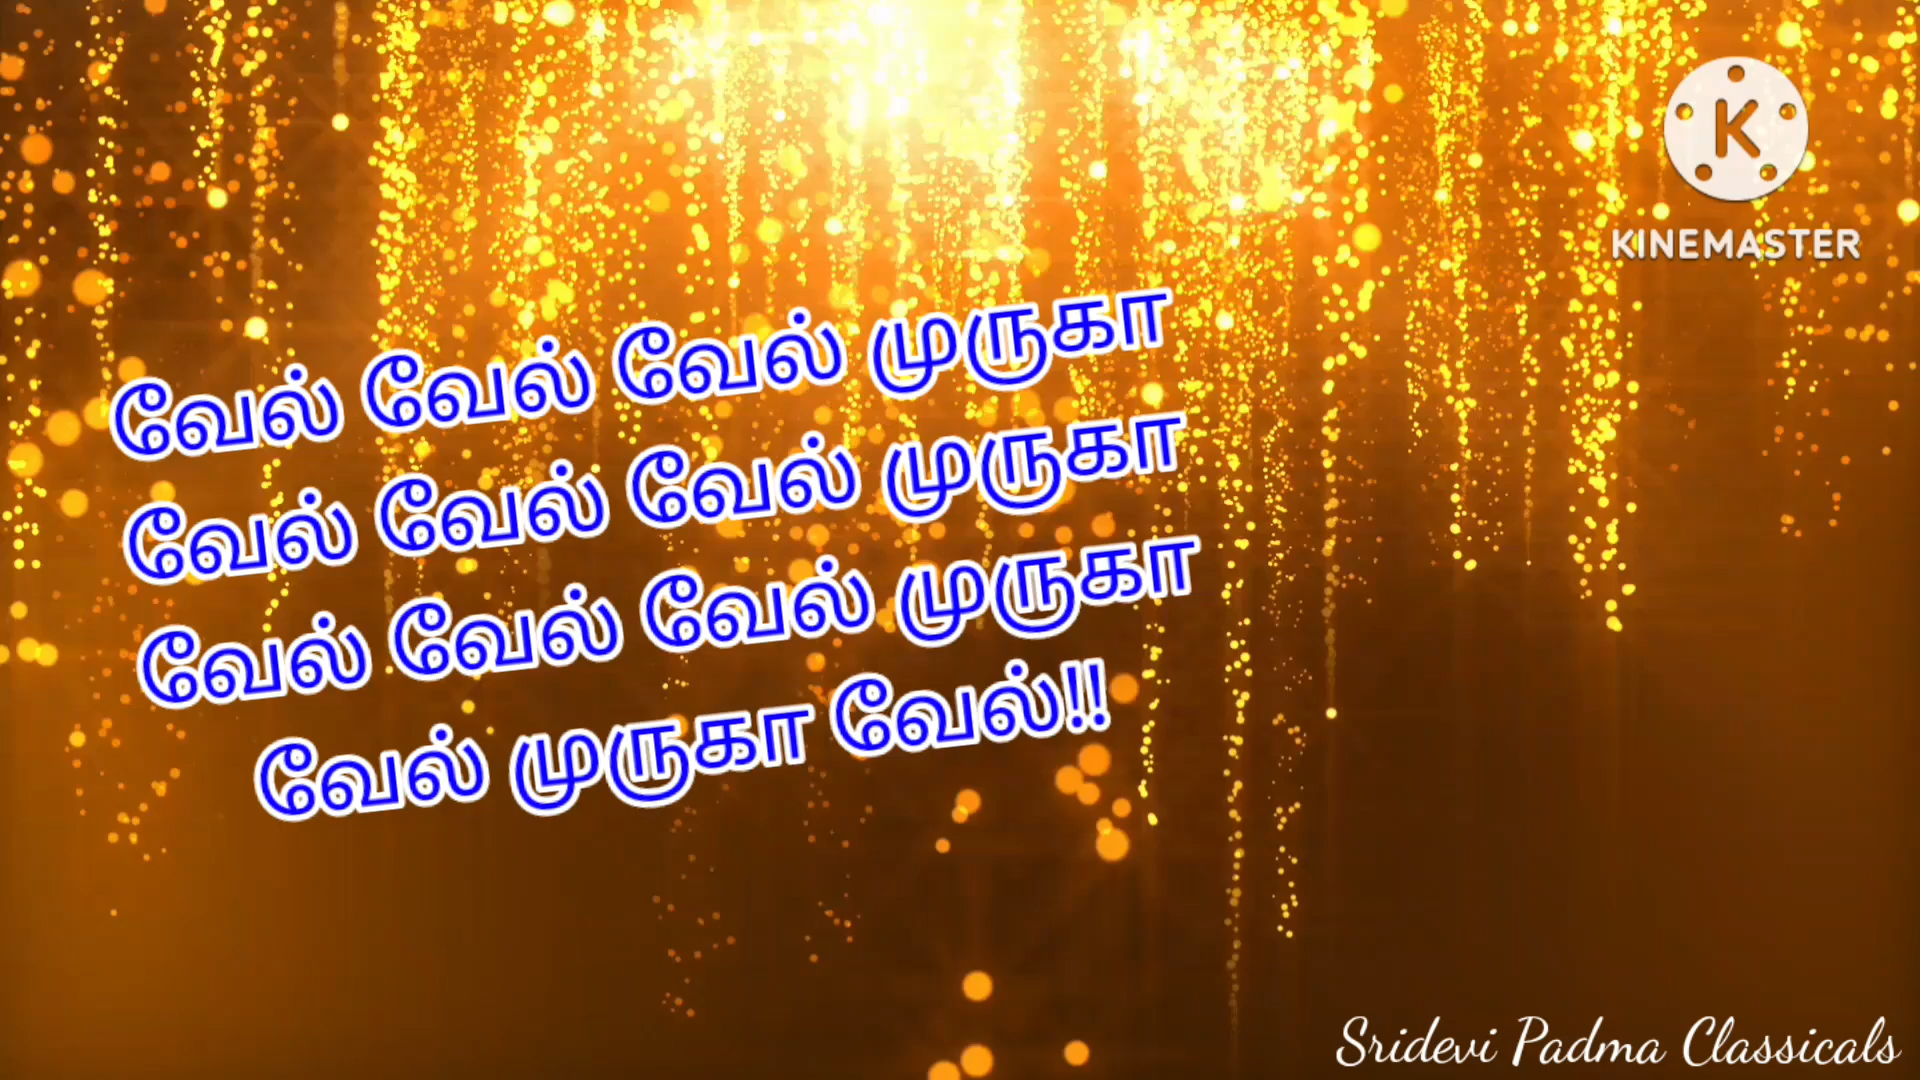 வேல் வேல் வேல் முருகா
வேல் வேல் வேல் முருகா
வேல் வேல் வேல் முருகா
வேல் முருகா வேல்!!
K
KINEMASTER
Sridevi Padma Classicals